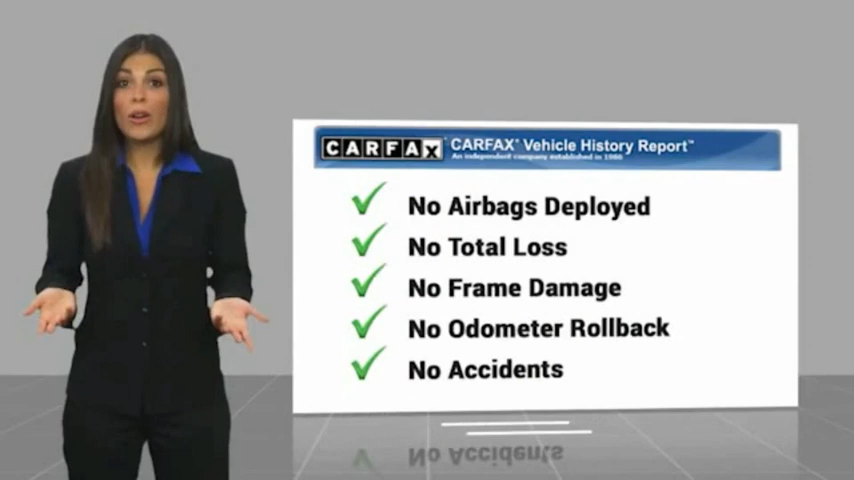 CARFAX CARFAX® Vehicle History Report™
An independent company established in 1986
No Airbags Deployed
No Total Loss
No Frame Damage
No Odometer Rollback
No Accidents
No Accidents